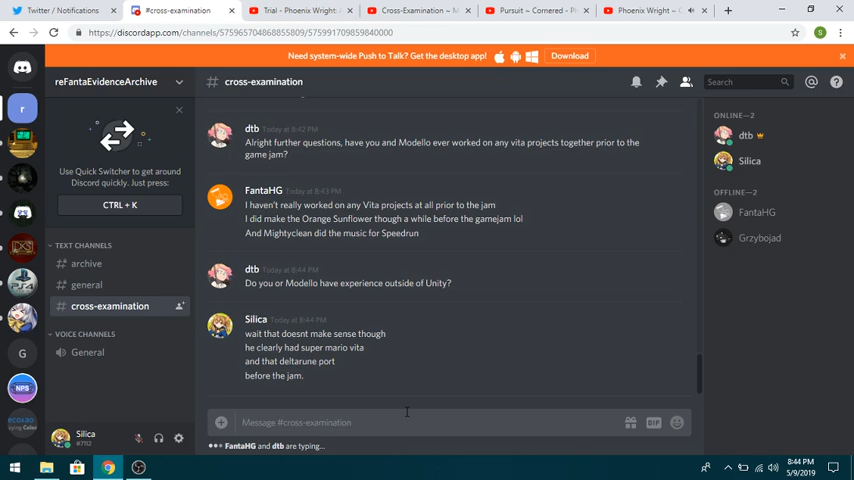 Twitter / Notifications
#cross-examination
Trial - Phoenix Wright:
Cross-Examination ~ M
Pursuit ~ Cornered - Ph
Phoenix Wright ~ C
https://discordapp.com/channels/575965704868855809/575991709859840000
S
Need system-wide Push to Talk? Get the desktop app!
Download
reFantaEvidenceArchive
# cross-examination
Search
Use Quick Switcher to get around
Discord quickly. Just press:
CTRL + K
TEXT CHANNELS
# archive
# general
# cross-examination
VOICE CHANNELS
General
r
G
NPS
Silica
#7112
dtb Today at 8:42 PM
Alright further questions, have you and Modello ever worked on any vita projects together prior to the
game jam?
FantaHG Today at 8:43 PM
I haven't really worked on any Vita projects at all prior to the jam
I did make the Orange Sunflower though a while before the gamejam lol
And Mightyclean did the music for Speedrun
dtb Today at 8:44 PM
Do you or Modello have experience outside of Unity?
Silica Today at 8:44 PM
wait that doesnt make sense though
he clearly had super mario vita
and that deltarune port
before the jam.
Message #cross-examination
GIF
FantaHG and dtb are typing...
ONLINE—2
dtb
Silica
OFFLINE—2
FantaHG
Grzybojad
8:44 PM
5/9/2019